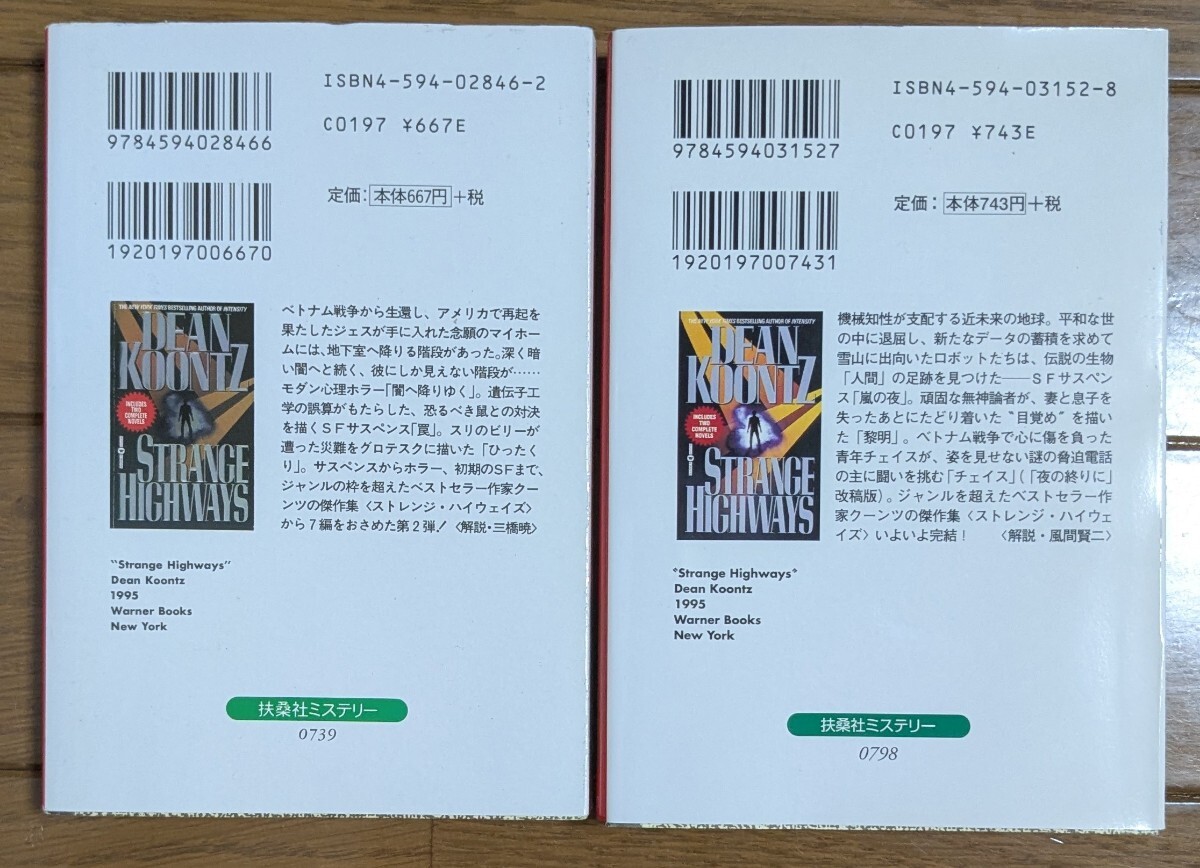 ISBN4-594-02846-2
9784594028466
C0197 ¥667E
定価：本体667円+税
1920197006670
THE NEW YORK TIMES BESTSELLING AUTHOR OF INTENSITY
DEAN
KOONTZ
INCLUDES
TWO
COMPLETE
NOVELS
STRANGE
HIGHWAYS
ベトナム戦争から生還し、アメリカで再起を
果たしたジェスが手に入れた念願のマイホー
ムには、地下室へ降りる階段があった。深く暗
い闇へと続く、彼にしか見えない階段が……
モダン心理ホラー「闇へ降りゆく」。遺伝子工
学の誤算がもたらした、恐るべき鼠との対決
を描くＳＦサスペンス「罠」。スリのビリーが
遭った災難をグロテスクに描いた「ひったく
り」。サスペンスからホラー、初期のＳＦまで、
ジャンルの枠を超えたベストセラー作家クー
ンツの傑作集〈ストレンジ・ハイウェイズ〉
から７編をおさめた第２弾！〈解説・三橋暁〉
"Strange Highways"
Dean Koontz
1995
Warner Books
New York
扶桑社ミステリー
0739
ISBN4-594-03152-8
9784594031527
C0197 ¥743E
定価：本体743円+税
1920197007431
THE NEW YORK TIMES BESTSELLING AUTHOR OF INTENSITY
DEAN
KOONTZ
INCLUDES
TWO
COMPLETE
NOVELS
STRANGE
HIGHWAYS
機械知性が支配する近未来の地球。平和な世
の中に退屈し、新たなデータの蓄積を求めて
雪山に出向いたロボットたちは、伝説の生物
「人間」の足跡を見つけた――ＳＦサスペン
ス「嵐の夜」。頑固な無神論者が、妻と息子を
失ったあとにたどり着いた〝目覚め〟を描い
た「黎明」。ベトナム戦争で心に傷を負った
青年チェイスが、姿を見せない謎の脅迫電話
の主に闘いを挑む「チェイス」（「夜の終りに」
改稿版）。ジャンルを超えたベストセラー作
家クーンツの傑作集〈ストレンジ・ハイウェ
イズ〉いよいよ完結！　〈解説・風間賢二〉
"Strange Highways"
Dean Koontz
1995
Warner Books
New York
扶桑社ミステリー
0798